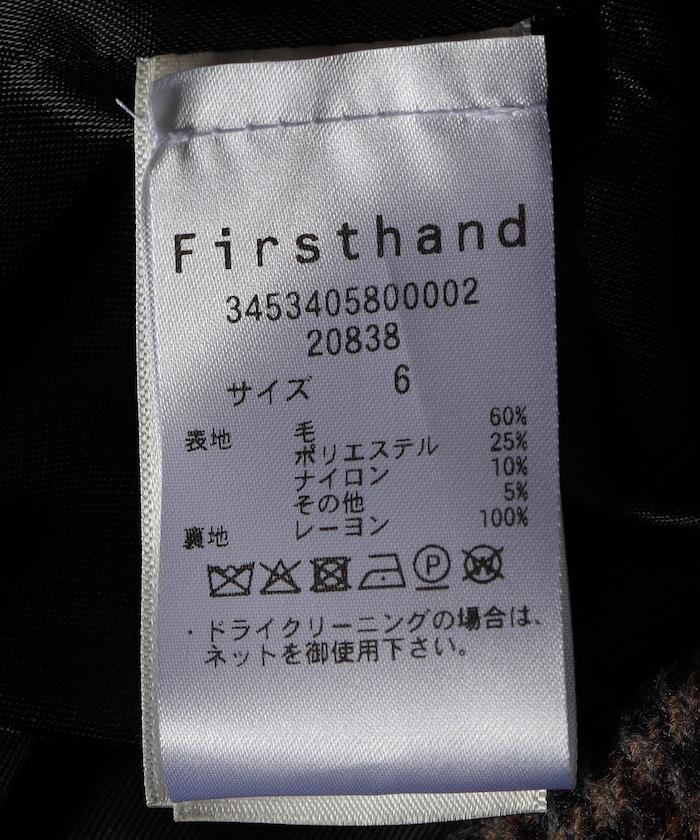 Firsthand
3453405800002
20838
サイズ 6
表地 毛 60%
ポリエステル 25%
ナイロン 10%
その他 5%
裏地 レーヨン 100%
P W
・ドライクリーニングの場合は、
ネットを御使用下さい。